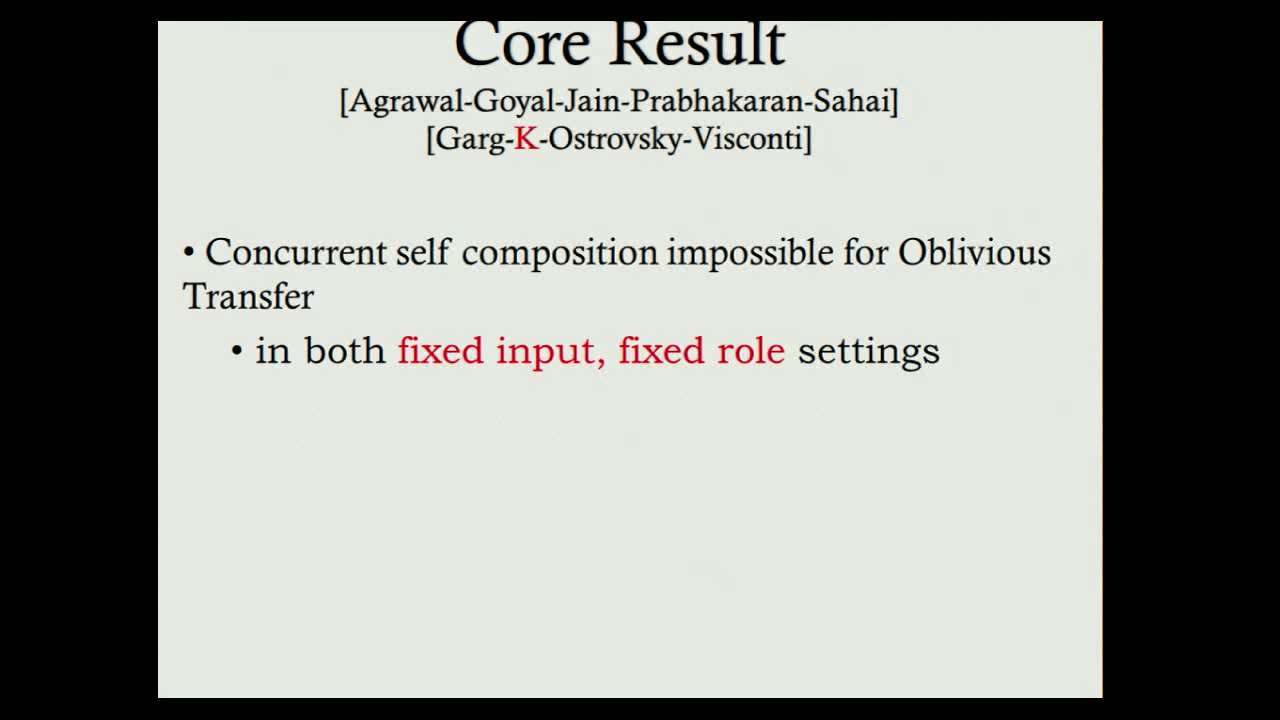 Core Result
[Agrawal-Goyal-Jain-Prabhakaran-Sahai]
[Garg-K-Ostrovsky-Visconti]
• Concurrent self composition impossible for Oblivious
Transfer
• in both fixed input, fixed role settings